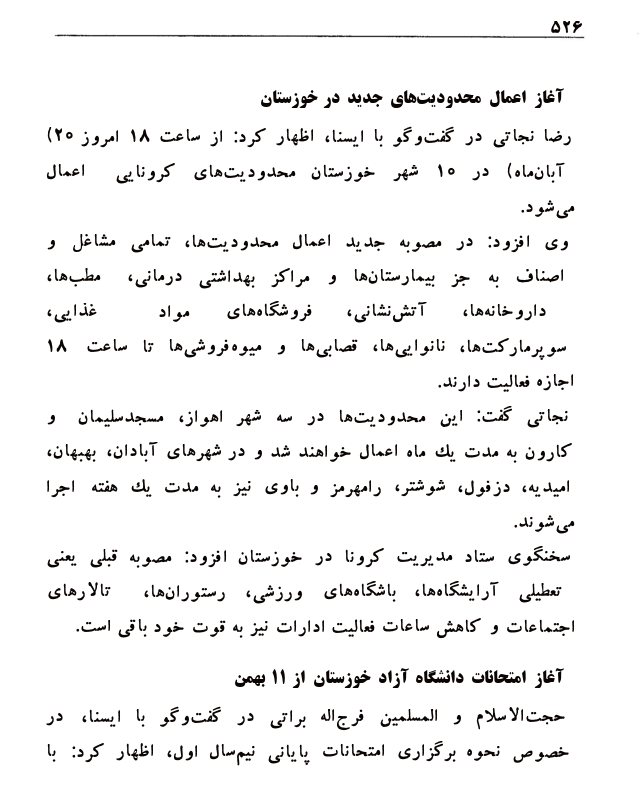 ۵۲۶
آغاز اعمال محدودیت‌های جدید در خوزستان
رضا نجاتی در گفت‌وگو با ایسنا، اظهار کرد: از ساعت ۱۸ امروز ۲۰)
آبان‌ماه) در ۱۰ شهر خوزستان محدودیت‌های کرونایی اعمال
می‌شود.
وی افزود: در مصوبه جدید اعمال محدودیت‌ها، تمامی مشاغل و
اصناف به جز بیمارستان‌ها و مراکز بهداشتی درمانی، مطب‌ها،
داروخانه‌ها، آتش‌نشانی، فروشگاه‌های مواد غذایی،
سوپرمارکت‌ها، نانوایی‌ها، قصابی‌ها و میوه‌فروشی‌ها تا ساعت ۱۸
اجازه فعالیت دارند.
نجاتی گفت: این محدودیت‌ها در سه شهر اهواز، مسجدسلیمان و
کارون به مدت یك ماه اعمال خواهند شد و در شهرهای آبادان، بهبهان،
امیدیه، دزفول، شوشتر، رامهرمز و باوی نیز به مدت یك هفته اجرا
می‌شوند.
سخنگوی ستاد مدیریت کرونا در خوزستان افزود: مصوبه قبلی یعنی
تعطیلی آرایشگاه‌ها، باشگاه‌های ورزشی، رستوران‌ها، تالارهای
اجتماعات و کاهش ساعات فعالیت ادارات نیز به قوت خود باقی است.
آغاز امتحانات دانشگاه آزاد خوزستان از ۱۱ بهمن
حجت‌الاسلام و المسلمین فرج‌اله براتی در گفت‌وگو با ایسنا، در
خصوص نحوه برگزاری امتحانات پایانی نیم‌سال اول، اظهار کرد: با